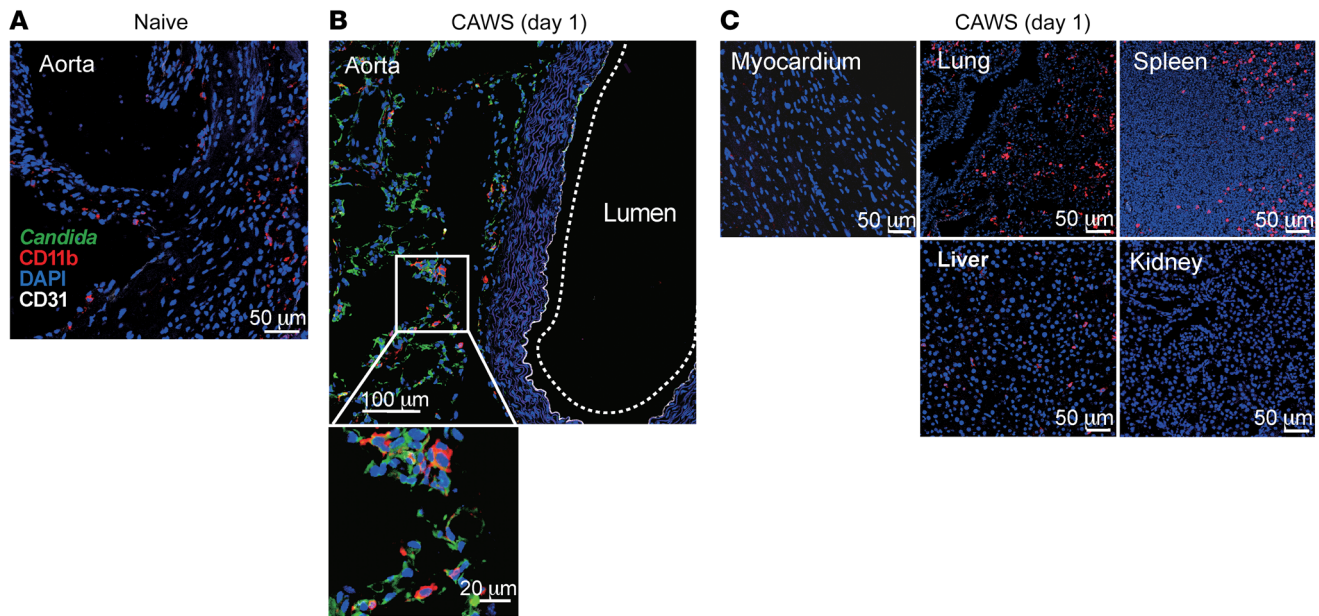 A
Naive
Aorta
Candida
CD11b
DAPI
CD31
50 μm
B
CAWS (day 1)
Aorta
Lumen
100 μm
20 μm
C
CAWS (day 1)
Myocardium
50 μm
Lung
50 μm
Spleen
50 μm
Liver
50 μm
Kidney
50 μm